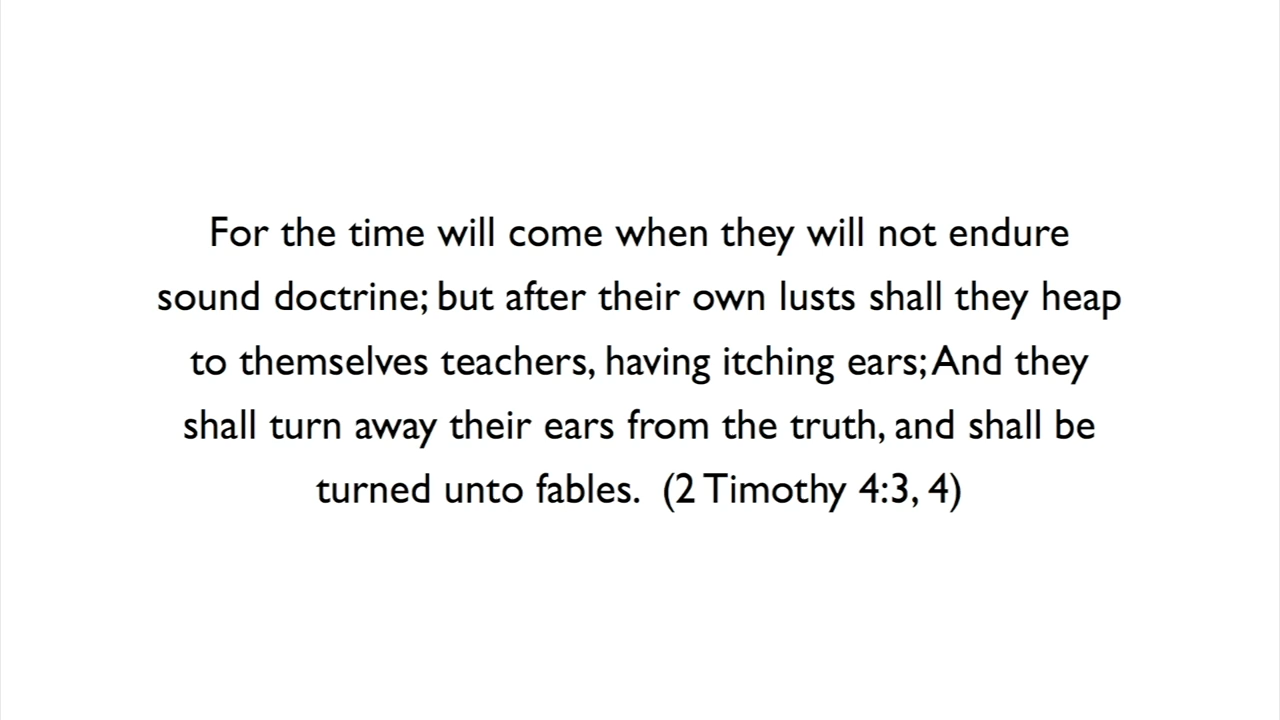 For the time will come when they will not endure
sound doctrine; but after their own lusts shall they heap
to themselves teachers, having itching ears; And they
shall turn away their ears from the truth, and shall be
turned unto fables.  (2 Timothy 4:3, 4)